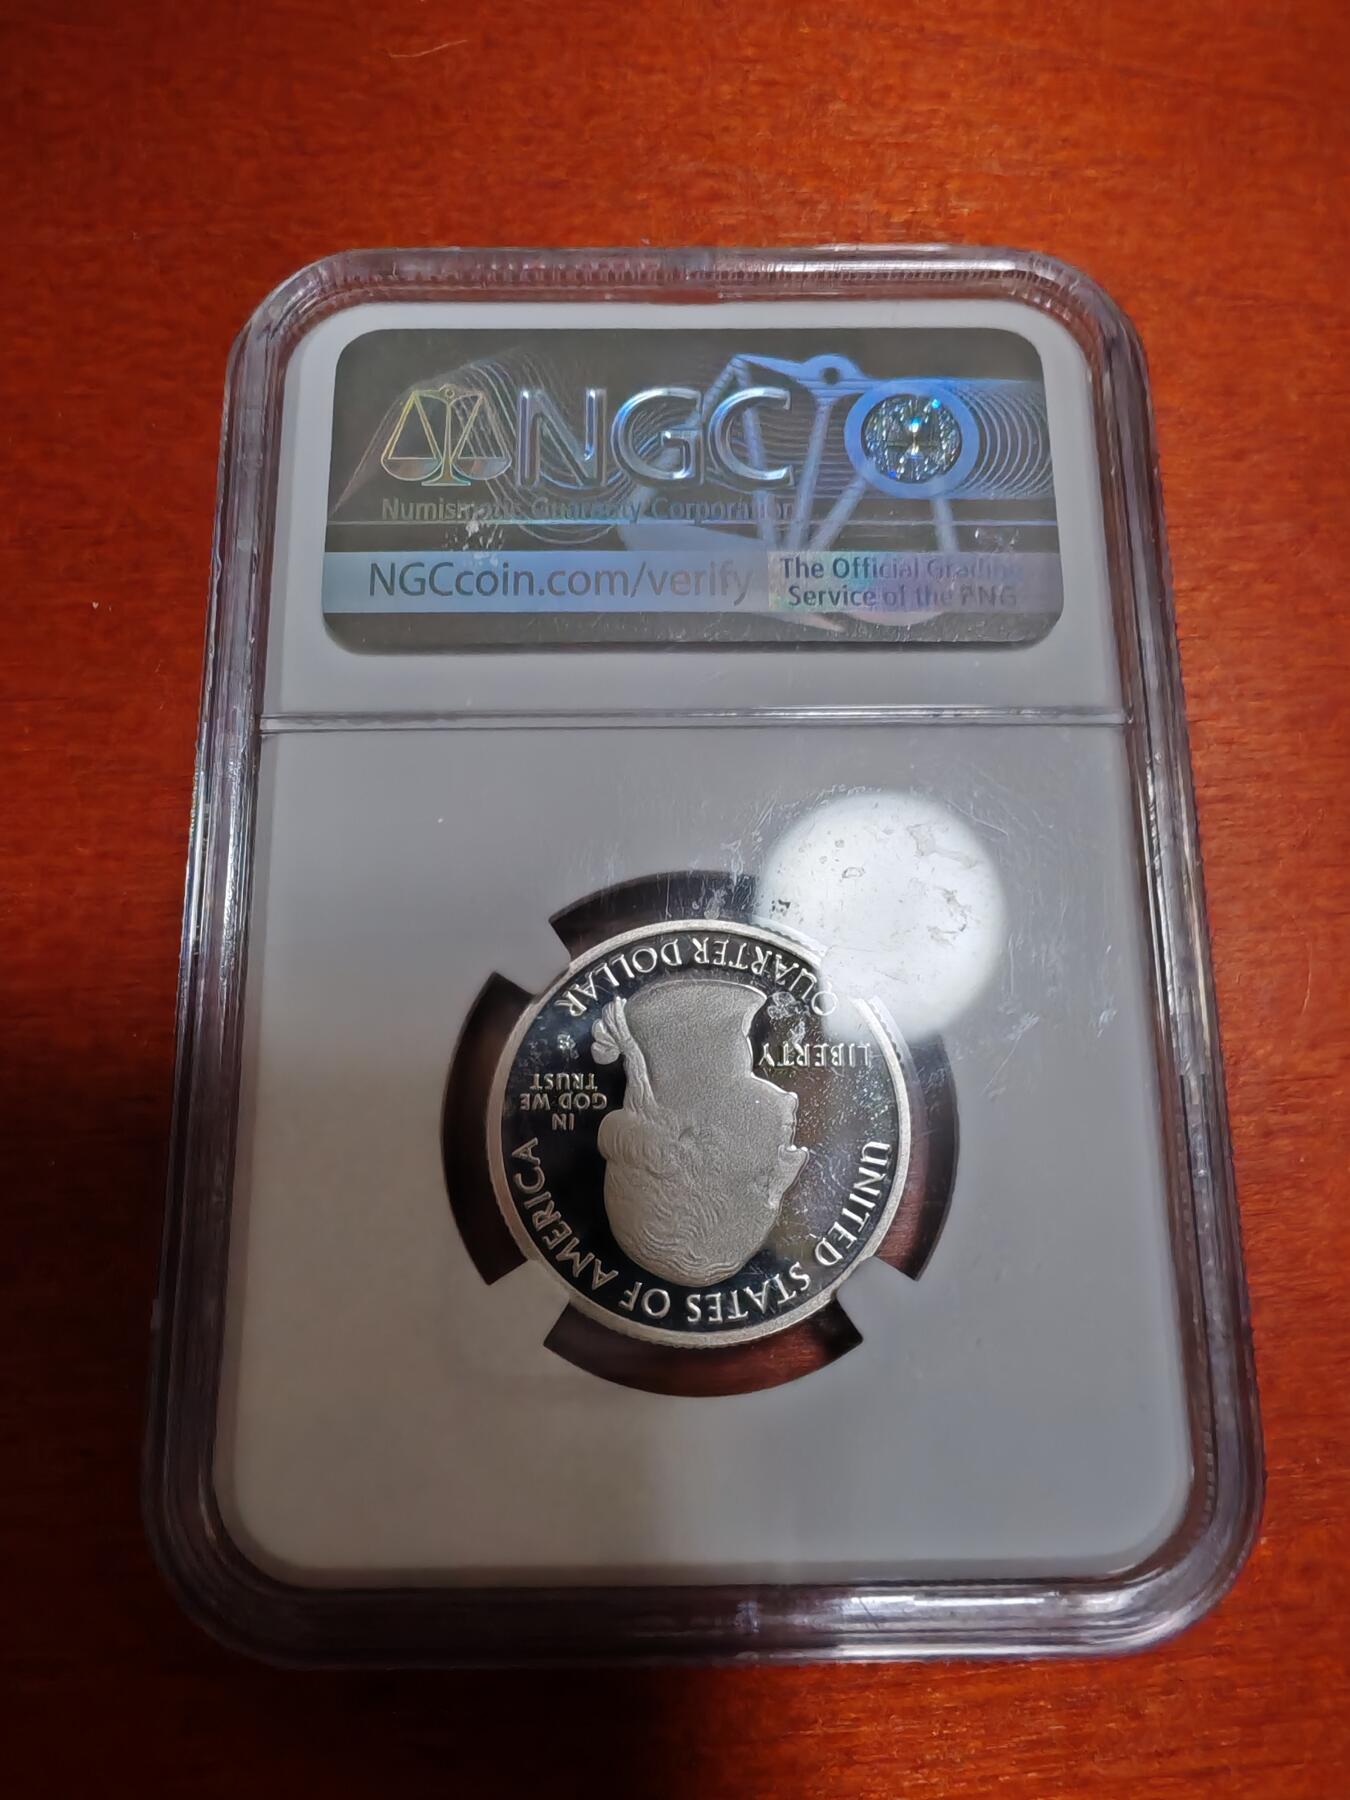 NGC
Numismatic Guaranty Corporation
NGCcoin.com/verify
The Official Grading
Service of the PNG
QUARTER DOLLAR
LIBERTY
IN
GOD WE
TRUST
UNITED STATES OF AMERICA